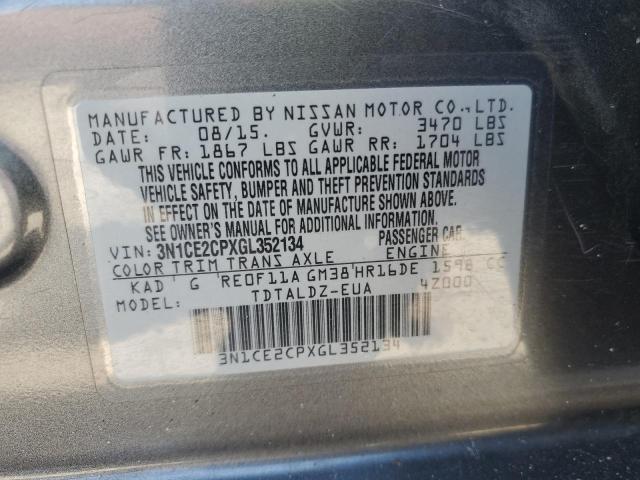 MANUFACTURED BY NISSAN MOTOR CO., LTD.
DATE: 08/15. GVWR: 3470 LBS
GAWR FR: 1867 LBS GAWR RR: 1704 LBS
THIS VEHICLE CONFORMS TO ALL APPLICABLE FEDERAL MOTOR
VEHICLE SAFETY, BUMPER AND THEFT PREVENTION STANDARDS
IN EFFECT ON THE DATE OF MANUFACTURE SHOWN ABOVE.
SEE OWNER'S MANUAL FOR ADDITIONAL INFORMATION.
VIN: 3N1CE2CPXGL352134 PASSENGER CAR.
COLOR TRIM TRANS AXLE ENGINE
KAD G RE0F11A GM38 HR16DE 1598 CC
MODEL: TDTALDZ-EUA 4Z000
3N1CE2CPXGL352134